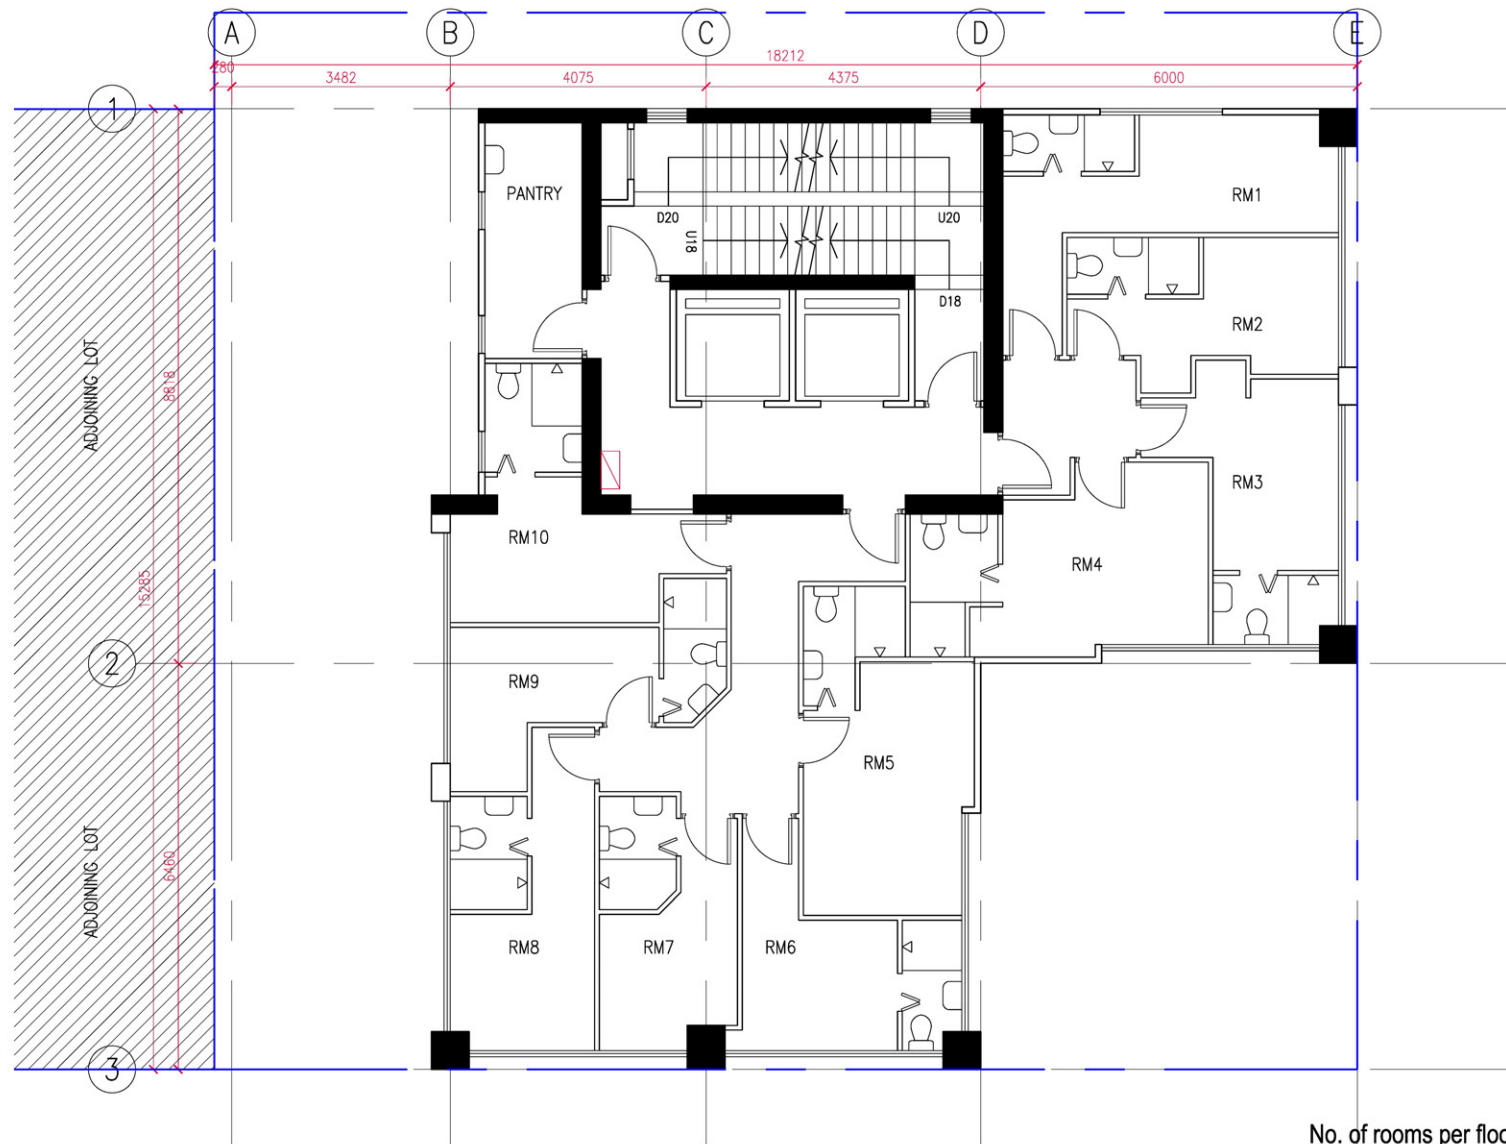 A B C D E
18212
280 3482 4075 4375 6000
1
PANTRY
RM1
D20 U20
U18
D18
RM2
ADJOINING LOT
8818
RM3
RM10
RM4
15285
2
RM9
RM5
ADJOINING LOT
6460
RM8 RM7 RM6
3
No. of rooms per floo